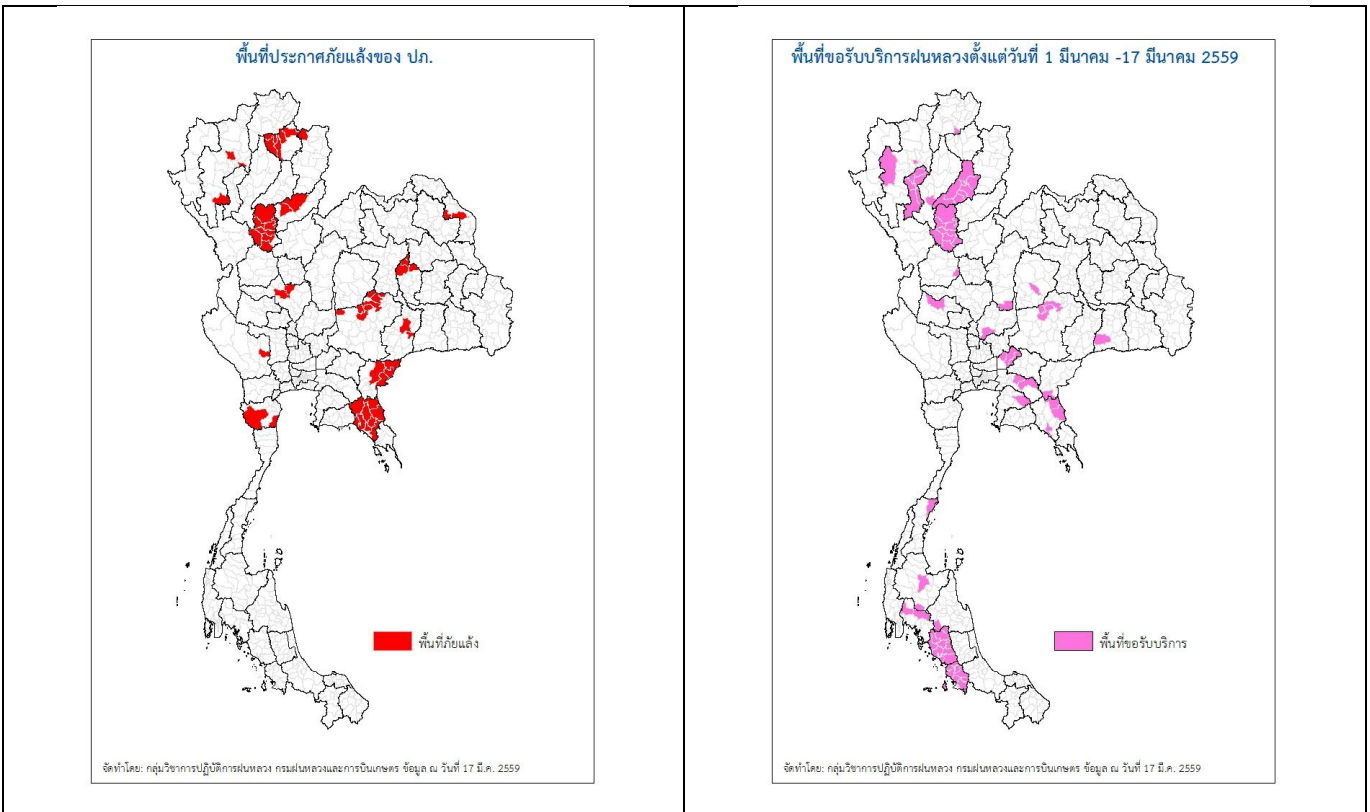 พื้นที่ประกาศภัยแล้งของ ปภ.
พื้นที่ภัยแล้ง
จัดทำโดย: กลุ่มวิชาการปฏิบัติการฝนหลวง กรมฝนหลวงและการบินเกษตร ข้อมูล ณ วันที่ 17 มี.ค. 2559
พื้นที่ขอรับบริการฝนหลวงตั้งแต่วันที่ 1 มีนาคม -17 มีนาคม 2559
พื้นที่ขอรับบริการ
จัดทำโดย: กลุ่มวิชาการปฏิบัติการฝนหลวง กรมฝนหลวงและการบินเกษตร ข้อมูล ณ วันที่ 17 มี.ค. 2559